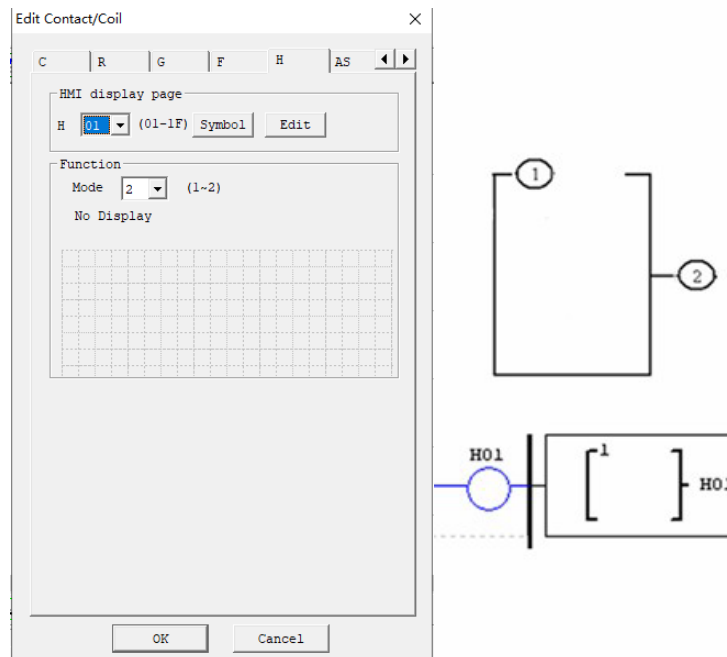 Edit Contact/Coil
C R G F H AS
HMI display page
H 01 (01-1F) Symbol Edit
Function
Mode 2 (1~2)
No Display
OK Cancel
1
2
H01
1
H01